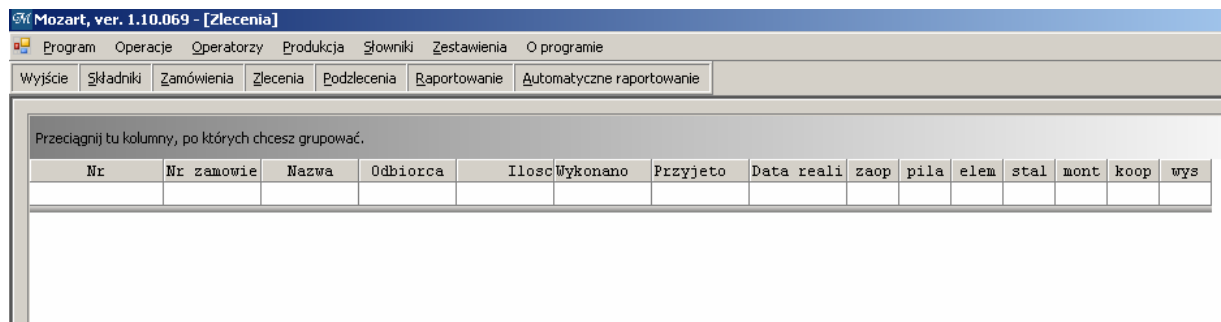 Mozart, ver. 1.10.069 - [Zlecenia]
Program Operacje Operatorzy Produkcja Słowniki Zestawienia O programie
Wyjście Składniki Zamówienia Zlecenia Podzlecenia Raportowanie Automatyczne raportowanie
Przeciągnij tu kolumny, po których chcesz grupować.
Nr Nr zamowie Nazwa Odbiorca Ilosc Wykonano Przyjeto Data reali zaop pila elem stal mont koop wys